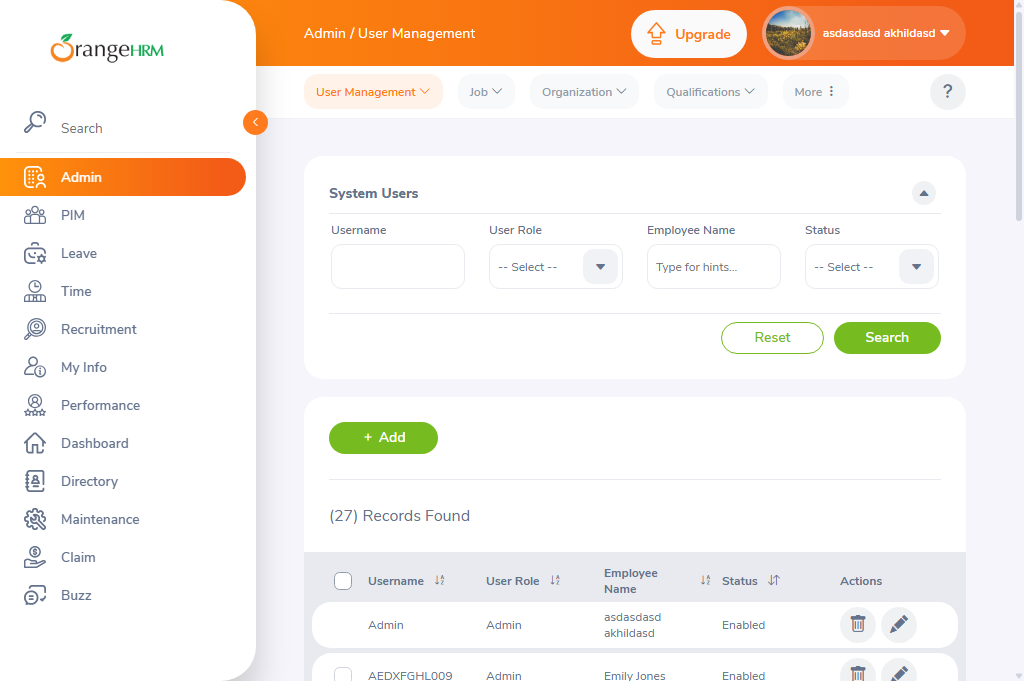 OrangeHRM
Admin / User Management
Upgrade
asdasdasd akhildasd
User Management
Job
Organization
Qualifications
More
?
Search
Admin
PIM
Leave
Time
Recruitment
My Info
Performance
Dashboard
Directory
Maintenance
Claim
Buzz
System Users
Username
User Role
Employee Name
Status
-- Select --
Type for hints...
-- Select --
Reset
Search
+ Add
(27) Records Found
Username
User Role
Employee
Name
Status
Actions
Admin
Admin
asdasdasd
akhildasd
Enabled
AEDXFGHL009
Admin
Emily Jones
Enabled